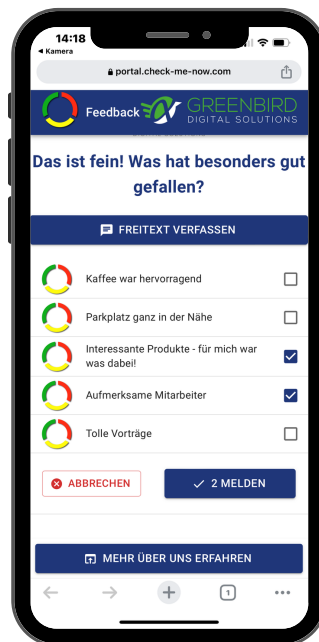 14:18
Kamera
portal.check-me-now.com
Feedback
GREENBIRD
DIGITAL SOLUTIONS
Das ist fein! Was hat besonders gut
gefallen?
FREITEXT VERFASSEN
Kaffee war hervorragend
Parkplatz ganz in der Nähe
Interessante Produkte - für mich war
was dabei!
Aufmerksame Mitarbeiter
Tolle Vorträge
ABBRECHEN
2 MELDEN
MEHR ÜBER UNS ERFAHREN
1